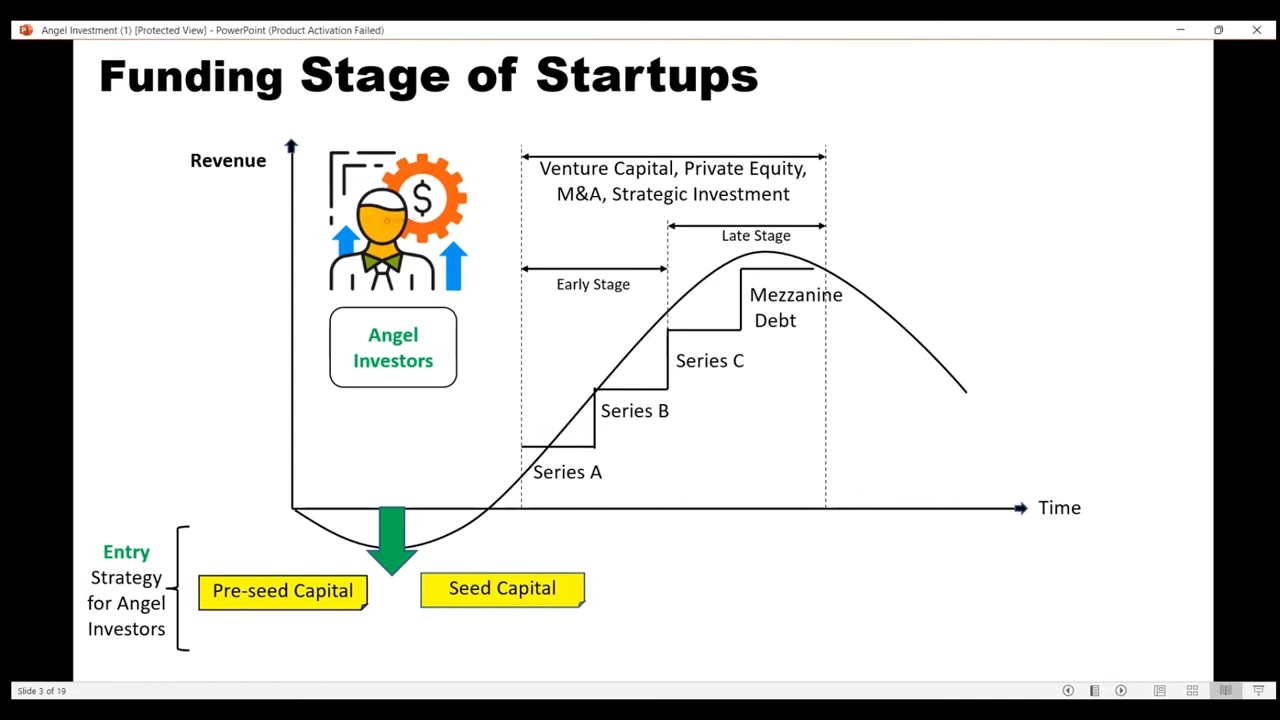 Angel Investment (1) [Protected View] - PowerPoint (Product Activation Failed)
Funding Stage of Startups
Revenue
$
Venture Capital, Private Equity,
M&A, Strategic Investment
Late Stage
Early Stage
Mezzanine
Debt
Angel
Investors
Series C
Series B
Series A
Time
Entry
Strategy
for Angel
Investors
Pre-seed Capital
Seed Capital
Slide 3 of 19